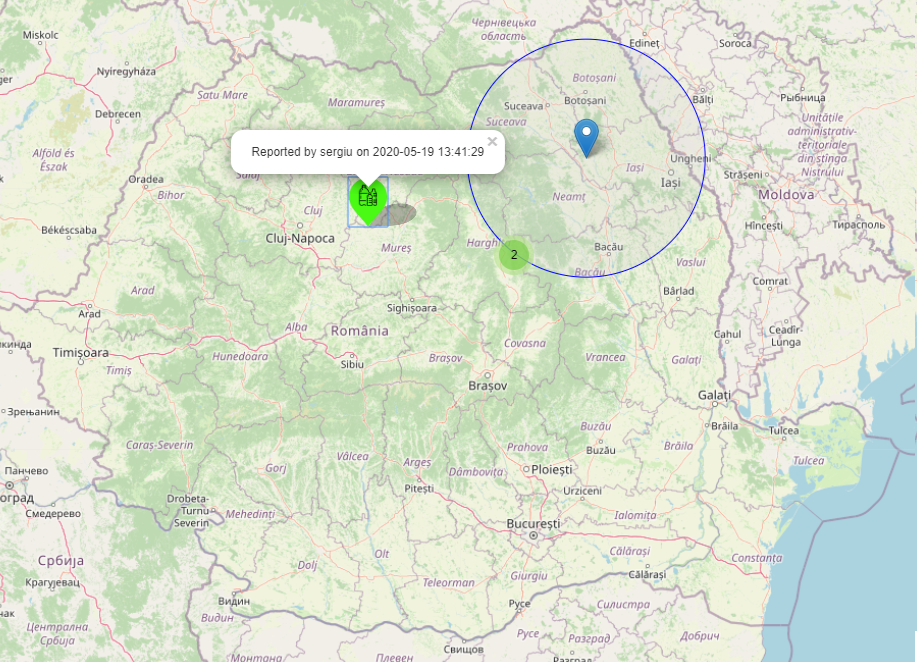 Miskolc
Чернівецька
область
Edineț
Soroca
Nyíregyháza
Botoșani
Bălți
Рыбница
Satu Mare
Maramureș
Suceava
Botoșani
Debrecen
Suceava
Unitățile
administrativ-
teritoriale
din stînga
Nistrului
Reported by sergiu on 2020-05-19 13:41:29
×
Alföld és
Észak
Iași
Ungheni
Strășeni
Oradea
Iași
Bihor
Neamț
Moldova
Cluj
Békéscsaba
Cluj-Napoca
Mureș
Bacău
Hîncești
Тирасполь
2
Bacău
Vaslui
Arad
Bârlad
Comrat
Arad
Sighișoara
Alba
România
Cahul
Ceadîr-
Lunga
Timișoara
Hunedoara
Sibiu
Brașov
Covasna
Vrancea
Galați
Timiș
Brașov
Galați
Зрењанин
Caraș-Severin
Buzău
Brăila
Tulcea
Vâlcea
Argeș
Prahova
Buzău
Brăila
Tulcea
Панчево
Gorj
Dâmbovița
Ploiești
Смедерево
Drobeta-
Turnu
Severin
Mehedinți
Pitești
Urziceni
București
Ialomița
Србија
Olt
Călărași
Constanța
Крагујевац
Dolj
Teleorman
Giurgiu
Călărași
Видин
Видин
Русе
Силистра
Централна
Србија
Свищов
Русе
Разград
Добрич
Монтана
Плевен
Разград